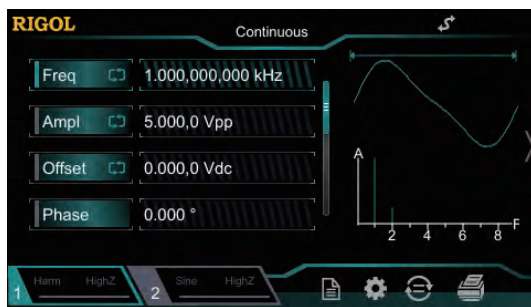 RIGOL
Continuous
Freq 1.000,000,000 kHz
Ampl 5.000,0 Vpp
Offset 0.000,0 Vdc
Phase 0.000 °
A
F
2 4 6 8
1 Harm HighZ
2 Sine HighZ